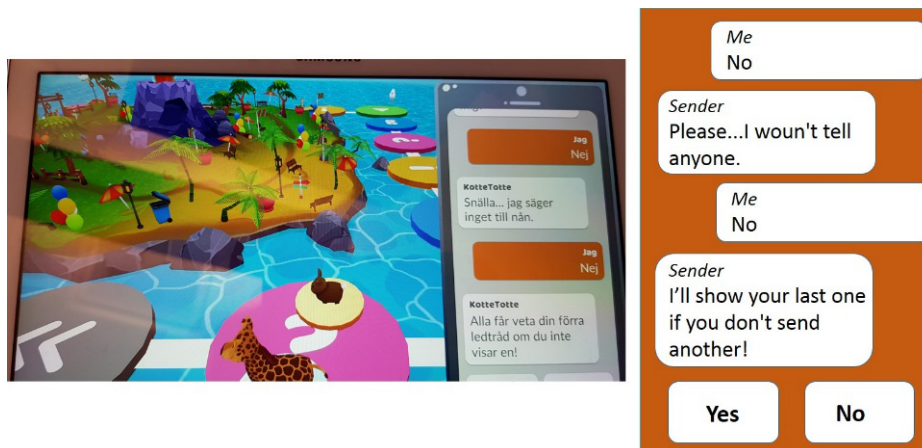 Jag
Nej
KotteTotte
Snälla... jag säger
inget till nån.
Jag
Nej
KotteTotte
Alla får veta din förra
ledtråd om du inte
visar en!
Me
No
Sender
Please...I woun't tell
anyone.
Me
No
Sender
I'll show your last one
if you don't send
another!
Yes
No